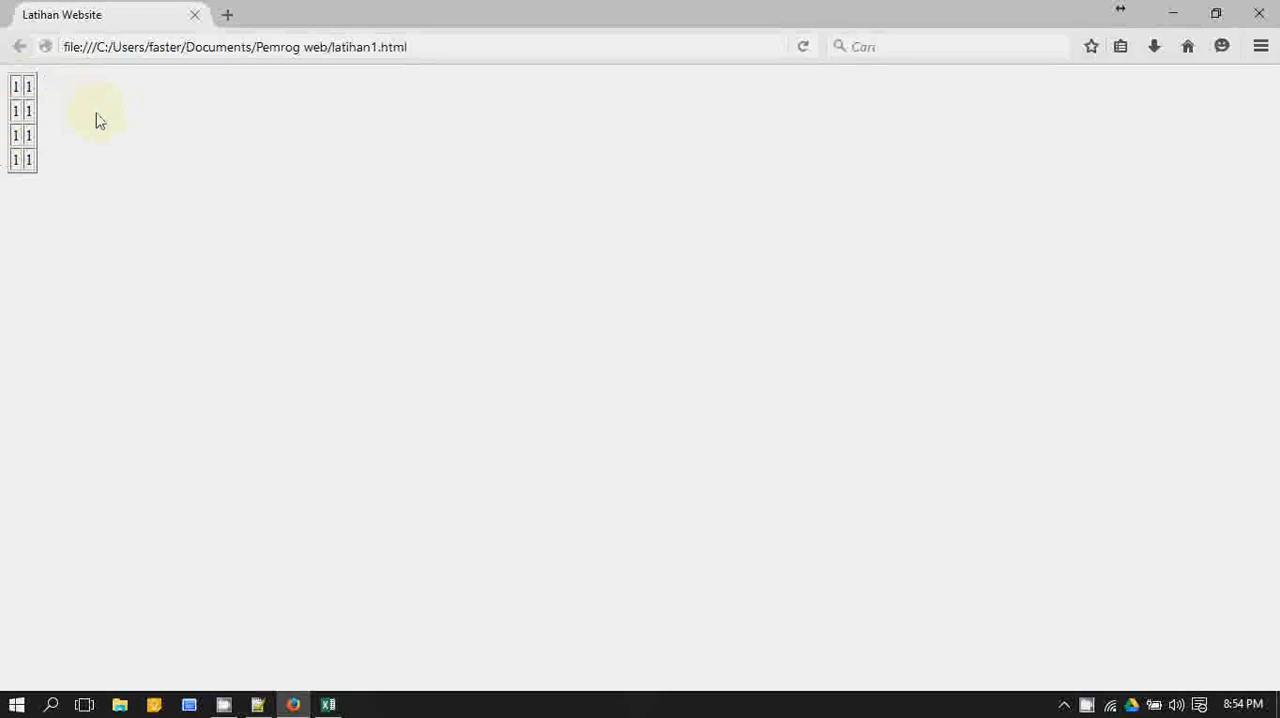 Latihan Website
file:///C:/Users/faster/Documents/Pemrog web/latihan1.html
Cari
1 1
1 1
1 1
1 1
8:54 PM